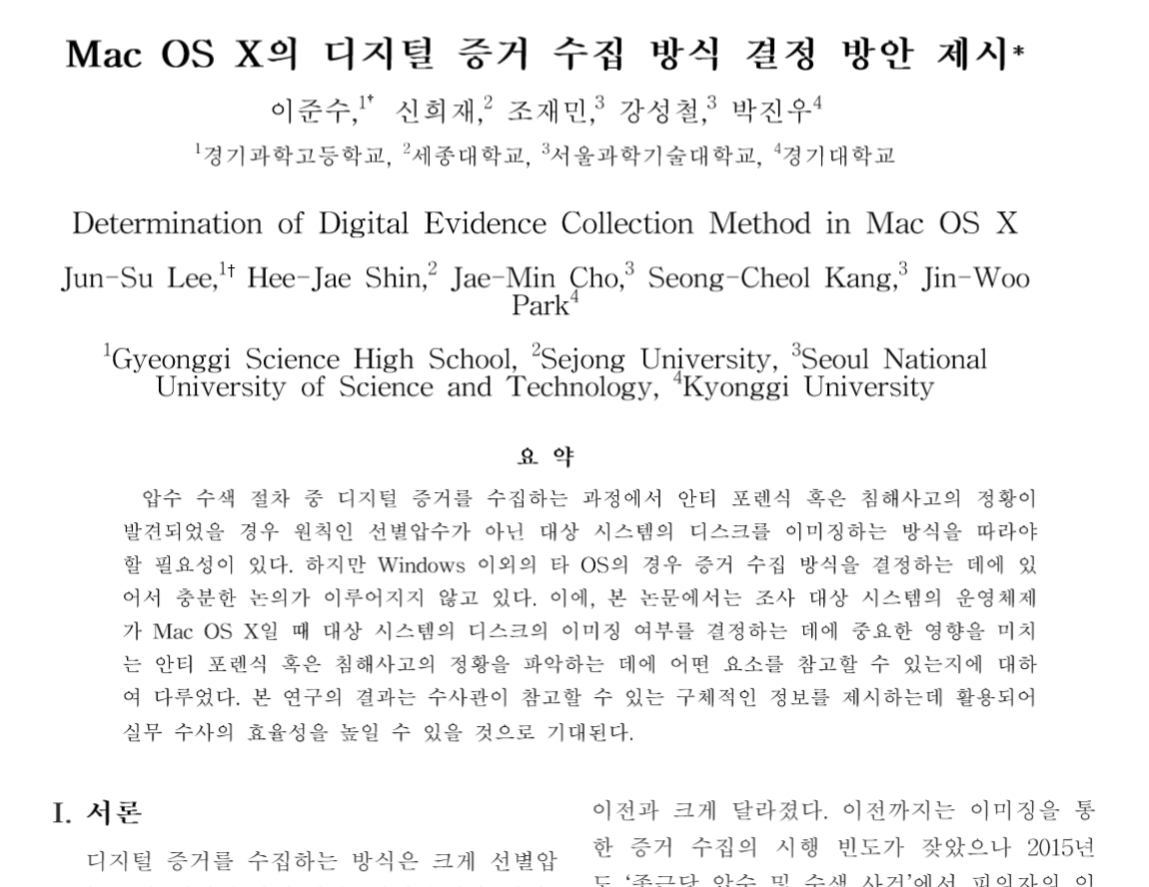 Mac OS X의 디지털 증거 수집 방식 결정 방안 제시*
이준수,¹† 신희재,² 조재민,³ 강성철,³ 박진우⁴
¹경기과학고등학교, ²세종대학교, ³서울과학기술대학교, ⁴경기대학교
Determination of Digital Evidence Collection Method in Mac OS X
Jun-Su Lee,¹† Hee-Jae Shin,² Jae-Min Cho,³ Seong-Cheol Kang,³ Jin-Woo
Park⁴
¹Gyeonggi Science High School, ²Sejong University, ³Seoul National
University of Science and Technology, ⁴Kyonggi University
요 약
압수 수색 절차 중 디지털 증거를 수집하는 과정에서 안티 포렌식 혹은 침해사고의 정황이
발견되었을 경우 원칙인 선별압수가 아닌 대상 시스템의 디스크를 이미징하는 방식을 따라야
할 필요성이 있다. 하지만 Windows 이외의 타 OS의 경우 증거 수집 방식을 결정하는 데에 있
어서 충분한 논의가 이루어지지 않고 있다. 이에, 본 논문에서는 조사 대상 시스템의 운영체제
가 Mac OS X일 때 대상 시스템의 디스크의 이미징 여부를 결정하는 데에 중요한 영향을 미치
는 안티 포렌식 혹은 침해사고의 정황을 파악하는 데에 어떤 요소를 참고할 수 있는지에 대하
여 다루었다. 본 연구의 결과는 수사관이 참고할 수 있는 구체적인 정보를 제시하는데 활용되어
실무 수사의 효율성을 높일 수 있을 것으로 기대된다.
I. 서론
디지털 증거를 수집하는 방식은 크게 선별압
이전과 크게 달라졌다. 이전까지는 이미징을 통
한 증거 수집의 시행 빈도가 잦았으나 2015년
도 '종근당 압수 및 수색 사건'에서 피의자의 이